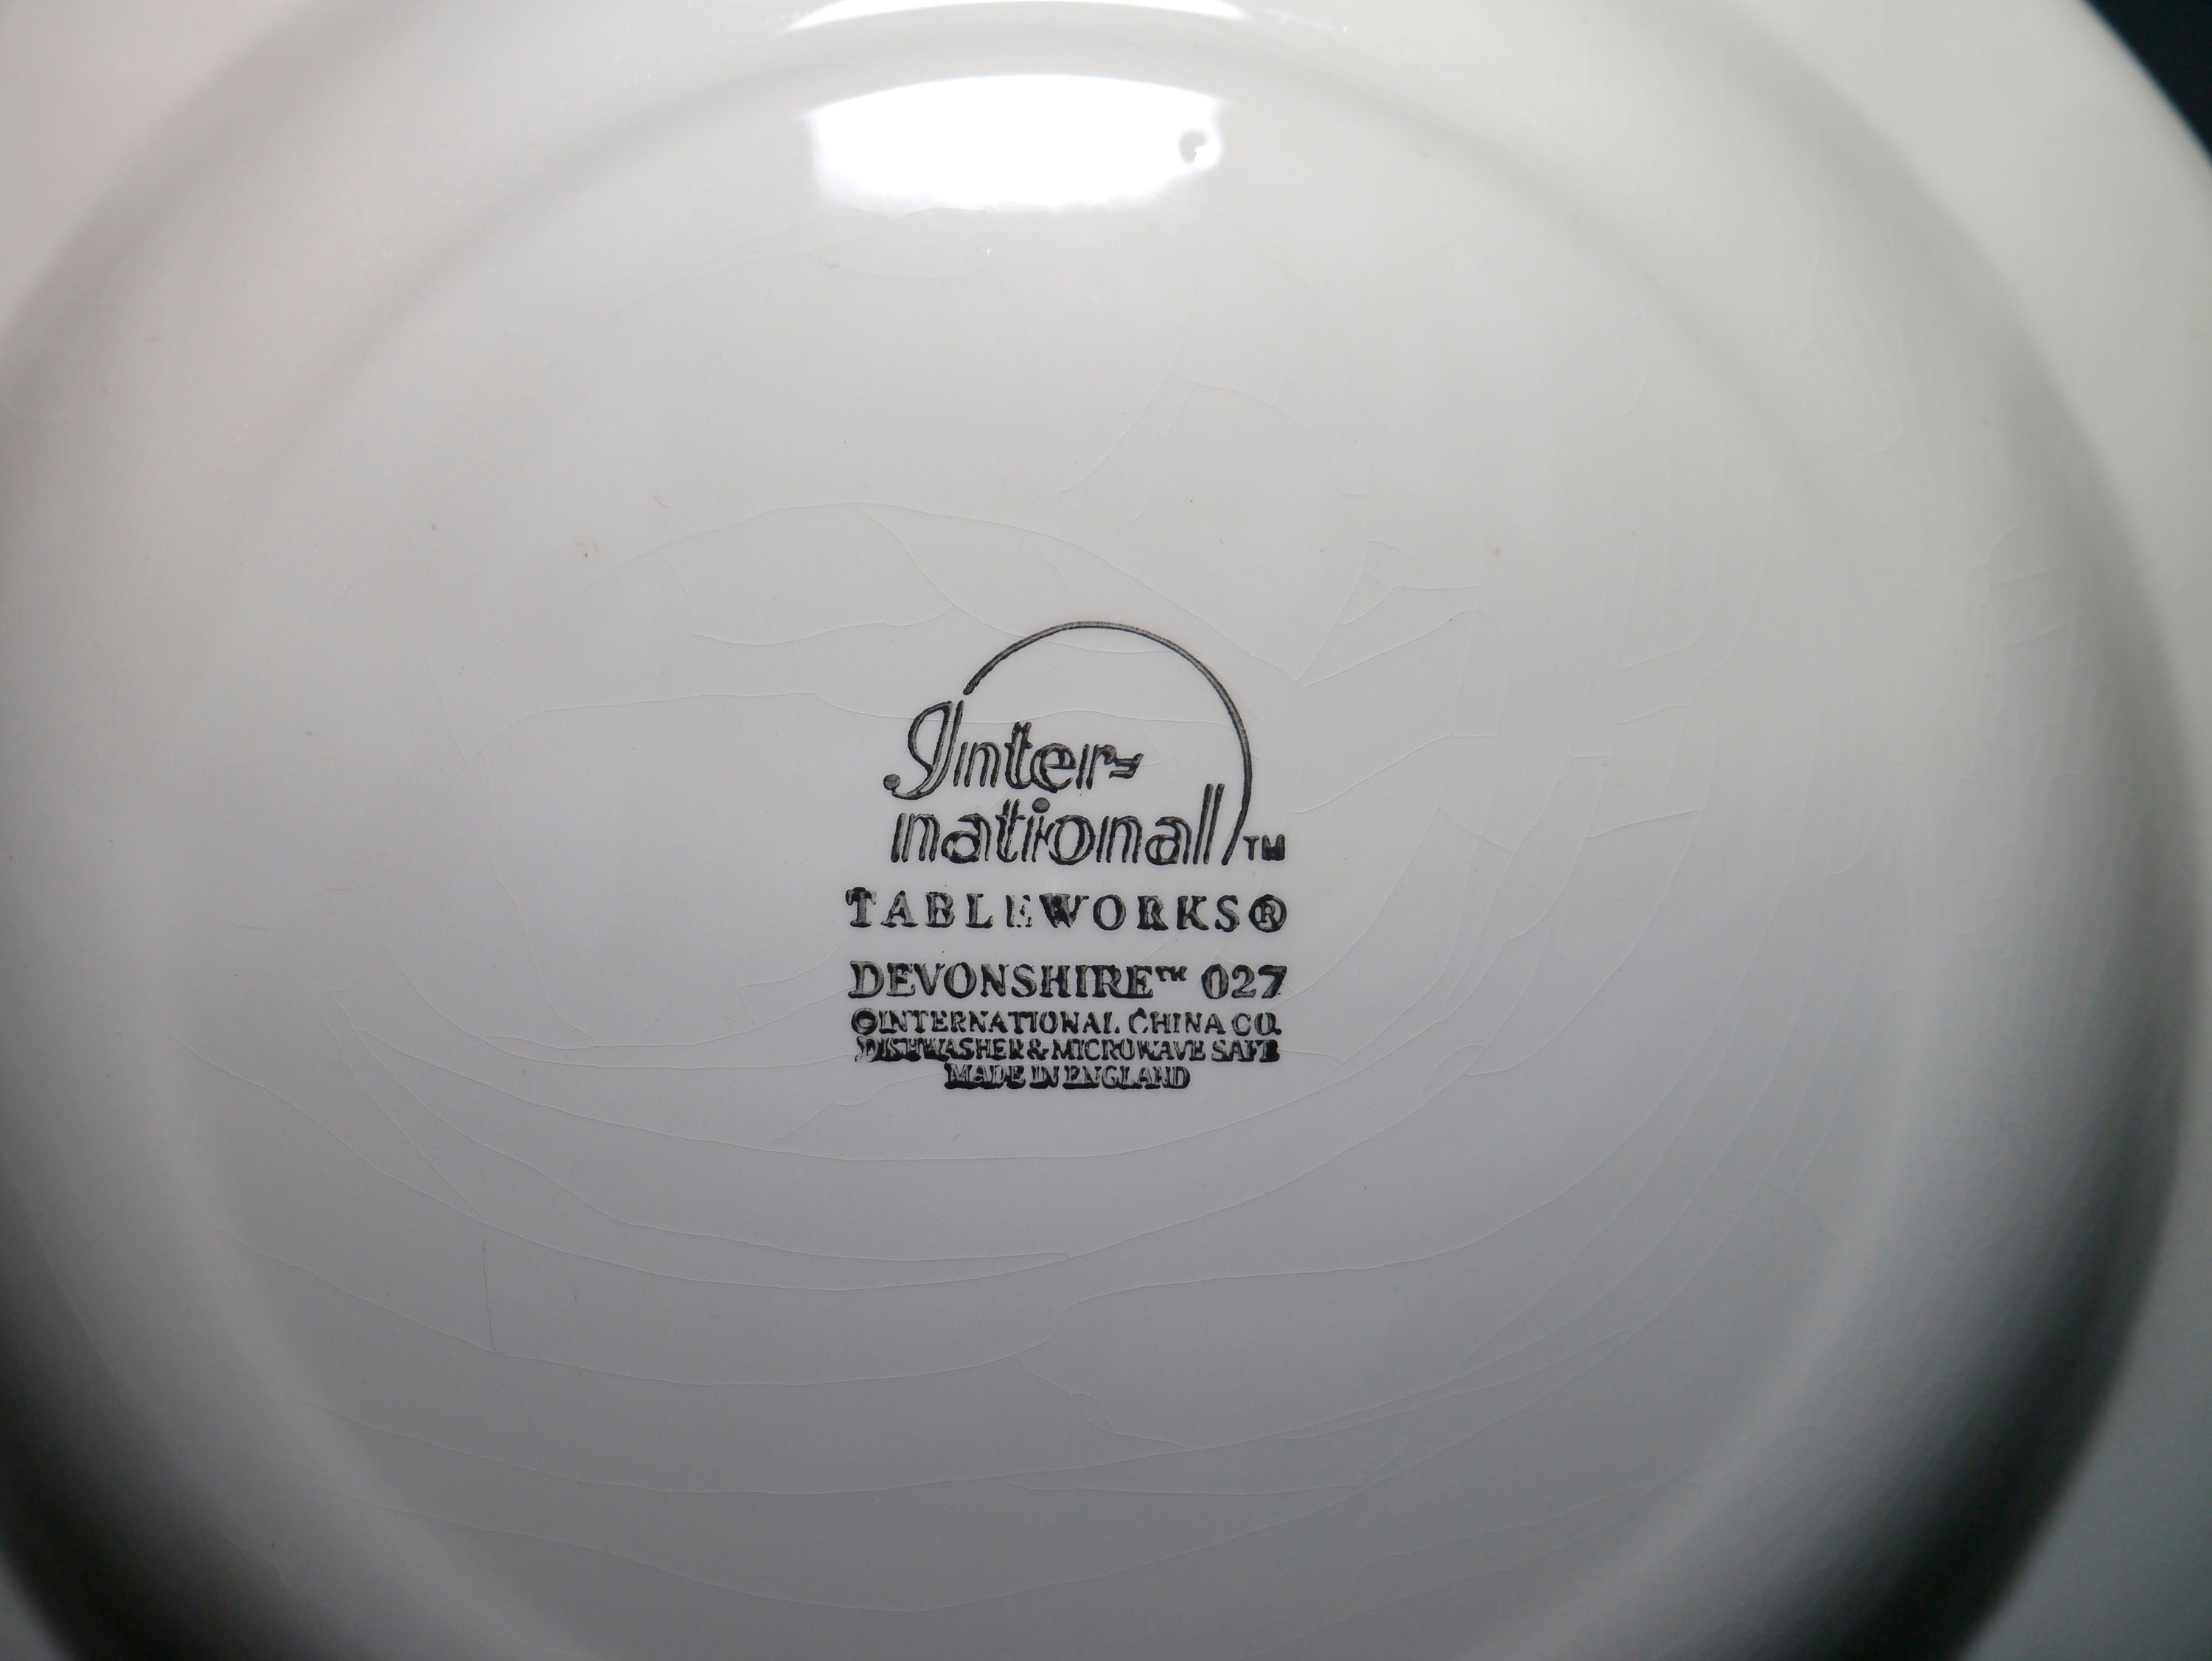 Inter-
national™
TABLEWORKS®
DEVONSHIRE™ 027
©INTERNATIONAL CHINA CO.
DISHWASHER & MICROWAVE SAFE
MADE IN ENGLAND